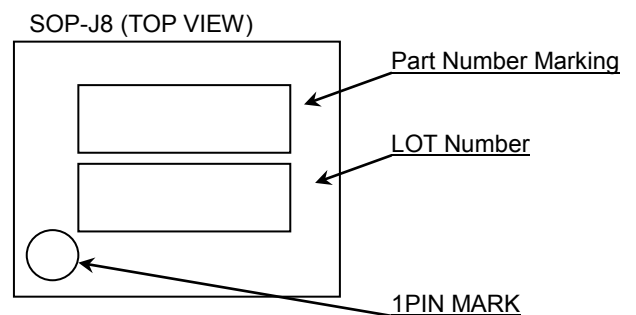 SOP-J8 (TOP VIEW)
Part Number Marking
LOT Number
1PIN MARK